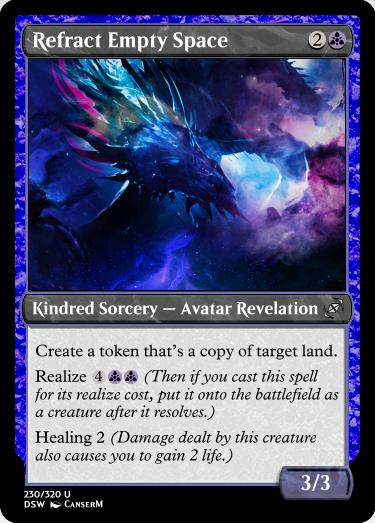 Refract Empty Space 2
Kindred Sorcery — Avatar Revelation
Create a token that's a copy of target land.
Realize 4 (Then if you cast this spell
for its realize cost, put it onto the battlefield as
a creature after it resolves.)
Healing 2 (Damage dealt by this creature
also causes you to gain 2 life.)
3/3
230/320 U
DSW CanserM